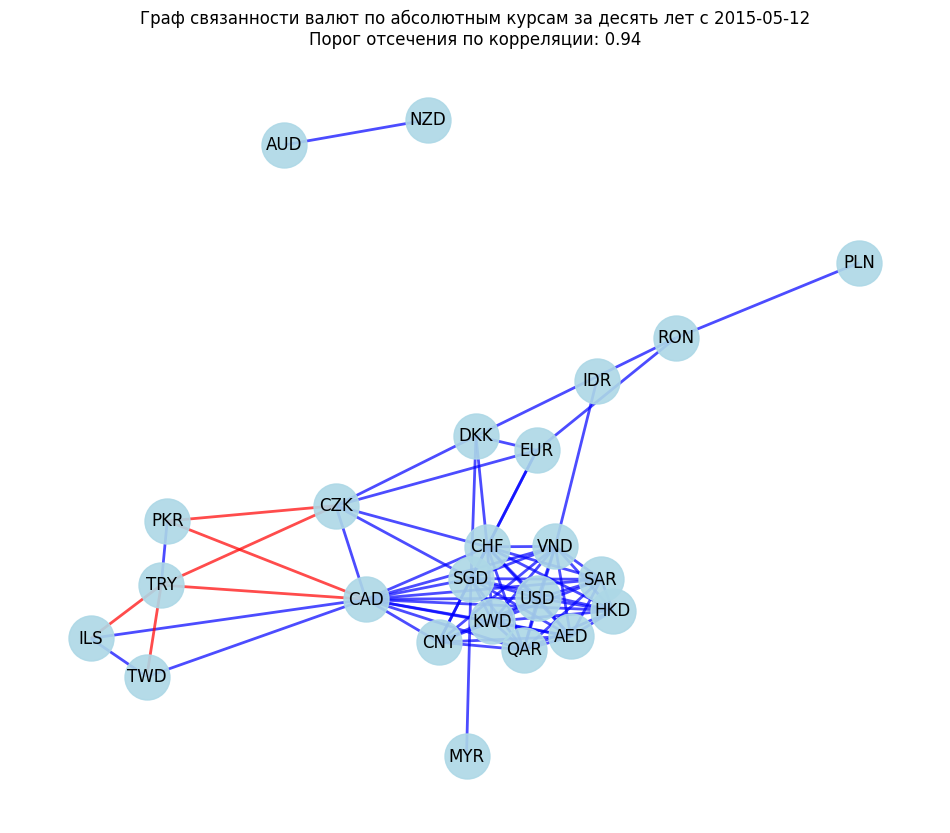 Граф связанности валют по абсолютным курсам за десять лет с 2015-05-12
Порог отсечения по корреляции: 0.94
NZD
AUD
PLN
RON
IDR
DKK
EUR
CZK
PKR
CHF
VND
SGD
SAR
TRY
USD
CAD
HKD
KWD
ILS
CNY
AED
QAR
TWD
MYR